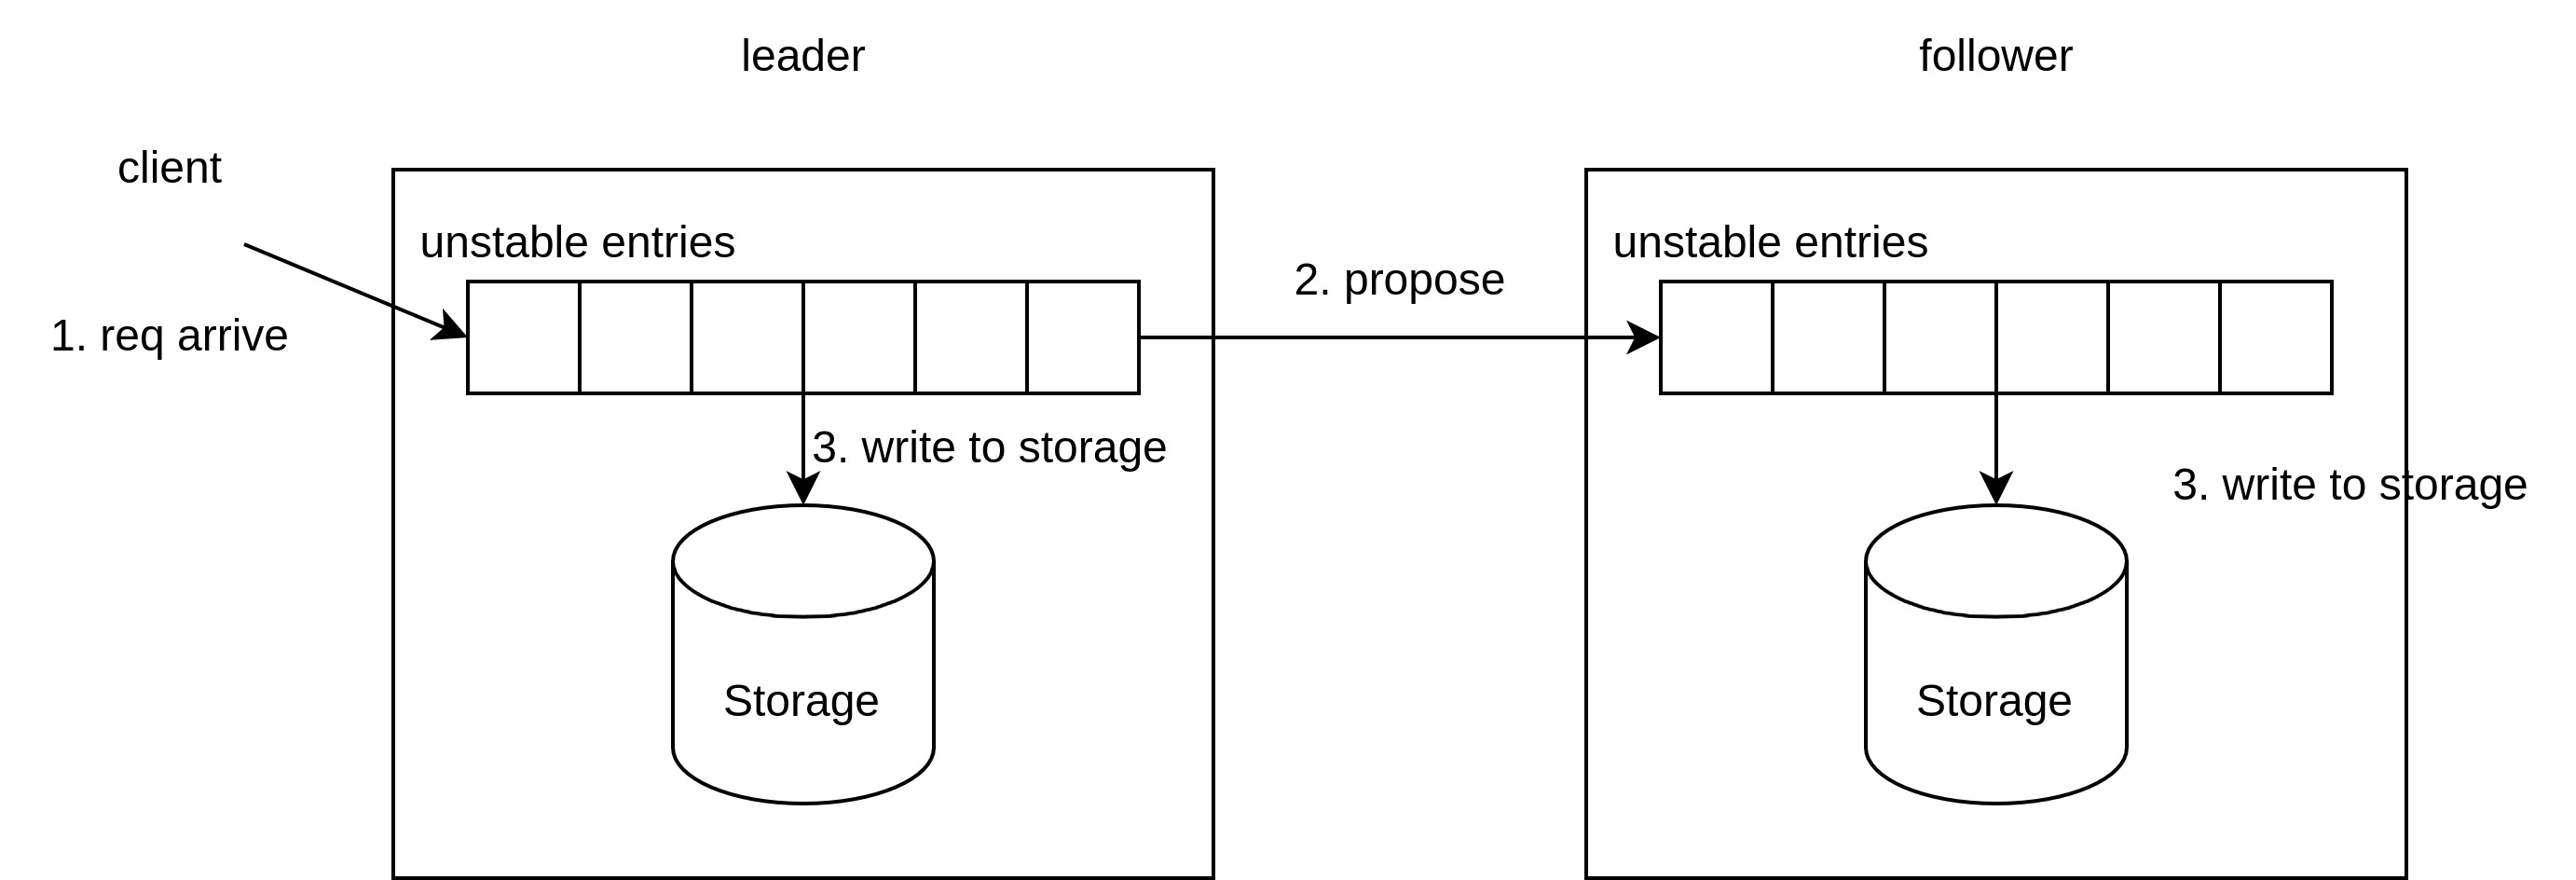 leader
follower
client
unstable entries
unstable entries
2. propose
1. req arrive
3. write to storage
3. write to storage
Storage
Storage